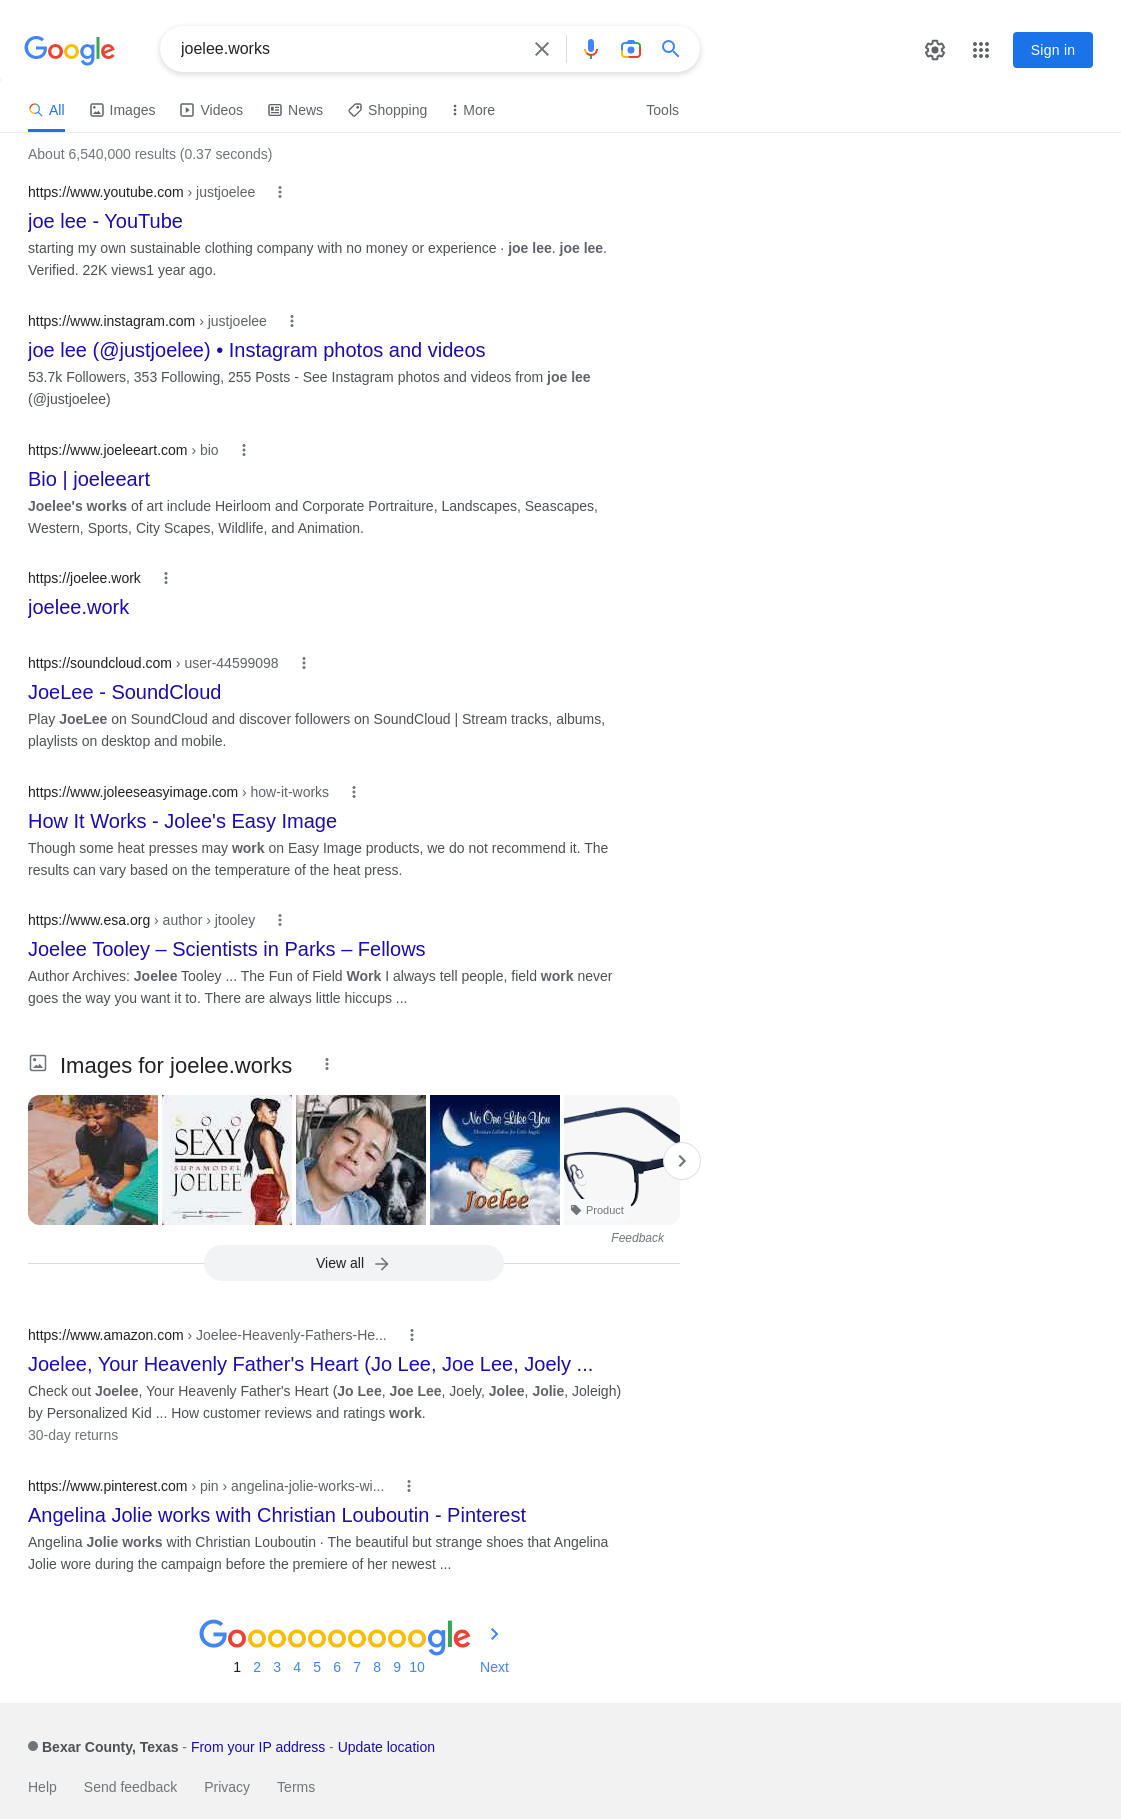 Google
joelee.works
Sign in
All
Images
Videos
News
Shopping
More
Tools
About 6,540,000 results (0.37 seconds)
https://www.youtube.com › justjoelee
joe lee - YouTube
starting my own sustainable clothing company with no money or experience · joe lee. joe lee.
Verified. 22K views1 year ago.
https://www.instagram.com › justjoelee
joe lee (@justjoelee) • Instagram photos and videos
53.7k Followers, 353 Following, 255 Posts - See Instagram photos and videos from joe lee
(@justjoelee)
https://www.joeleeart.com › bio
Bio | joeleeart
Joelee's works of art include Heirloom and Corporate Portraiture, Landscapes, Seascapes,
Western, Sports, City Scapes, Wildlife, and Animation.
https://joelee.work
joelee.work
https://soundcloud.com › user-44599098
JoeLee - SoundCloud
Play JoeLee on SoundCloud and discover followers on SoundCloud | Stream tracks, albums,
playlists on desktop and mobile.
https://www.joleeseasyimage.com › how-it-works
How It Works - Jolee's Easy Image
Though some heat presses may work on Easy Image products, we do not recommend it. The
results can vary based on the temperature of the heat press.
https://www.esa.org › author › jtooley
Joelee Tooley – Scientists in Parks – Fellows
Author Archives: Joelee Tooley ... The Fun of Field Work I always tell people, field work never
goes the way you want it to. There are always little hiccups ...
Images for joelee.works
S O O
SEXY
SUPAMODEL
JOELEE
No One Like You
Christian Lullabies for Little Angels
Joelee
Product
Feedback
View all
https://www.amazon.com › Joelee-Heavenly-Fathers-He...
Joelee, Your Heavenly Father's Heart (Jo Lee, Joe Lee, Joely ...
Check out Joelee, Your Heavenly Father's Heart (Jo Lee, Joe Lee, Joely, Jolee, Jolie, Joleigh)
by Personalized Kid ... How customer reviews and ratings work.
30-day returns
https://www.pinterest.com › pin › angelina-jolie-works-wi...
Angelina Jolie works with Christian Louboutin - Pinterest
Angelina Jolie works with Christian Louboutin · The beautiful but strange shoes that Angelina
Jolie wore during the campaign before the premiere of her newest ...
Goooooooooogle
1 2 3 4 5 6 7 8 9 10 Next
Bexar County, Texas - From your IP address - Update location
Help Send feedback Privacy Terms